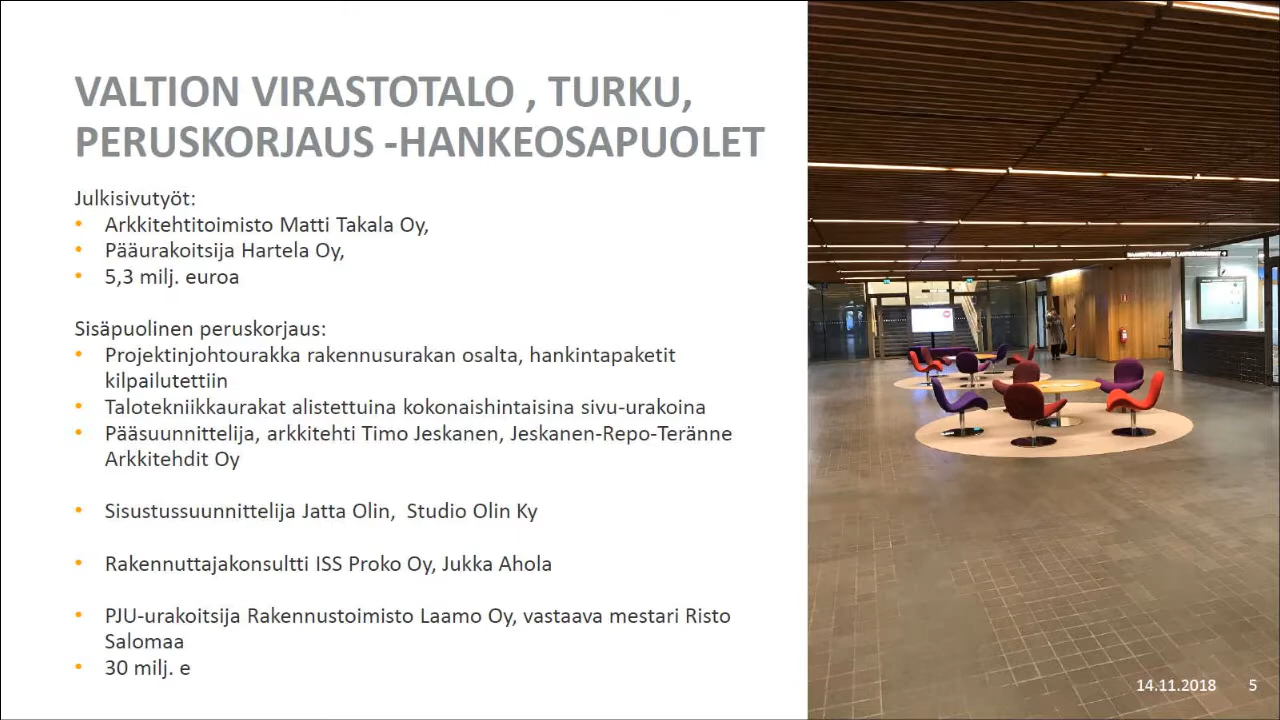 VALTION VIRASTOTALO , TURKU,
PERUSKORJAUS -HANKEOSAPUOLET
Julkisivutyöt:
• Arkkitehtitoimisto Matti Takala Oy,
• Pääurakoitsija Hartela Oy,
• 5,3 milj. euroa
Sisäpuolinen peruskorjaus:
• Projektinjohtourakka rakennusurakan osalta, hankintapaketit
kilpailutettiin
• Talotekniikkaurakat alistettuina kokonaishintaisina sivu-urakoina
• Pääsuunnittelija, arkkitehti Timo Jeskanen, Jeskanen-Repo-Teränne
Arkkitehdit Oy
• Sisustussuunnittelija Jatta Olin,  Studio Olin Ky
• Rakennuttajakonsultti ISS Proko Oy, Jukka Ahola
• PJU-urakoitsija Rakennustoimisto Laamo Oy, vastaava mestari Risto
Salomaa
• 30 milj. e
14.11.2018 5